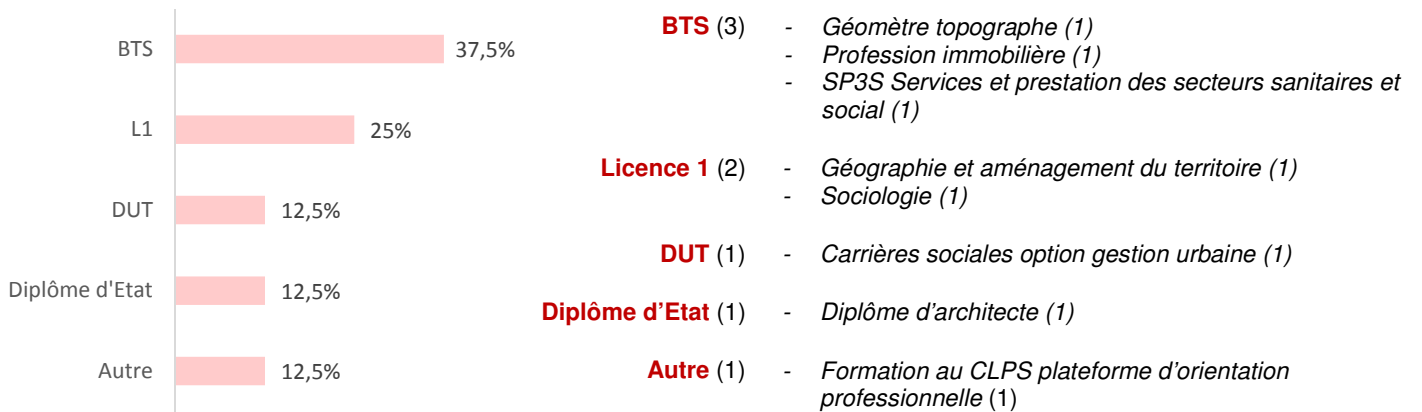 BTS
37,5%
L1
25%
DUT
12,5%
Diplôme d'Etat
12,5%
Autre
12,5%
BTS (3)
- Géomètre topographe (1)
- Profession immobilière (1)
- SP3S Services et prestation des secteurs sanitaires et
social (1)
Licence 1 (2)
- Géographie et aménagement du territoire (1)
- Sociologie (1)
DUT (1)
- Carrières sociales option gestion urbaine (1)
Diplôme d’Etat (1)
- Diplôme d’architecte (1)
Autre (1)
- Formation au CLPS plateforme d’orientation
professionnelle (1)